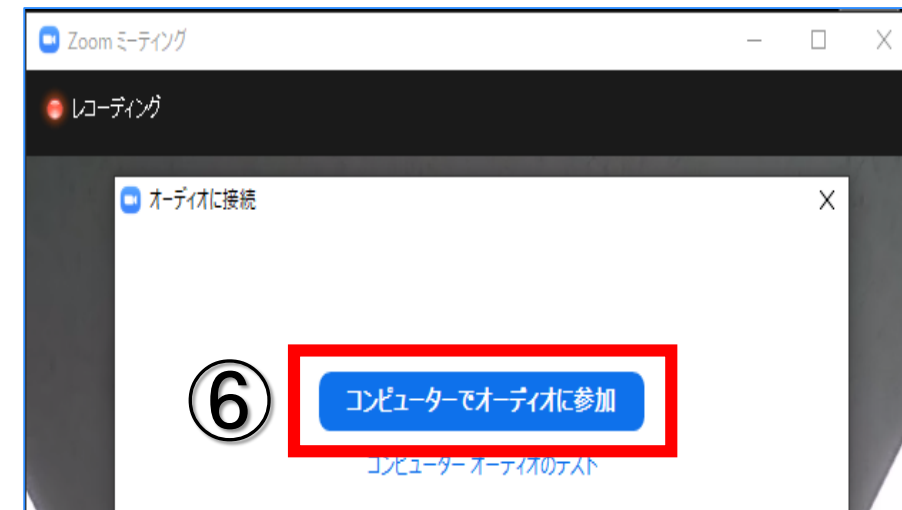 Zoom ミーティング
レコーディング
オーディオに接続
⑥
コンピューターでオーディオに参加
コンピューター オーディオのテスト